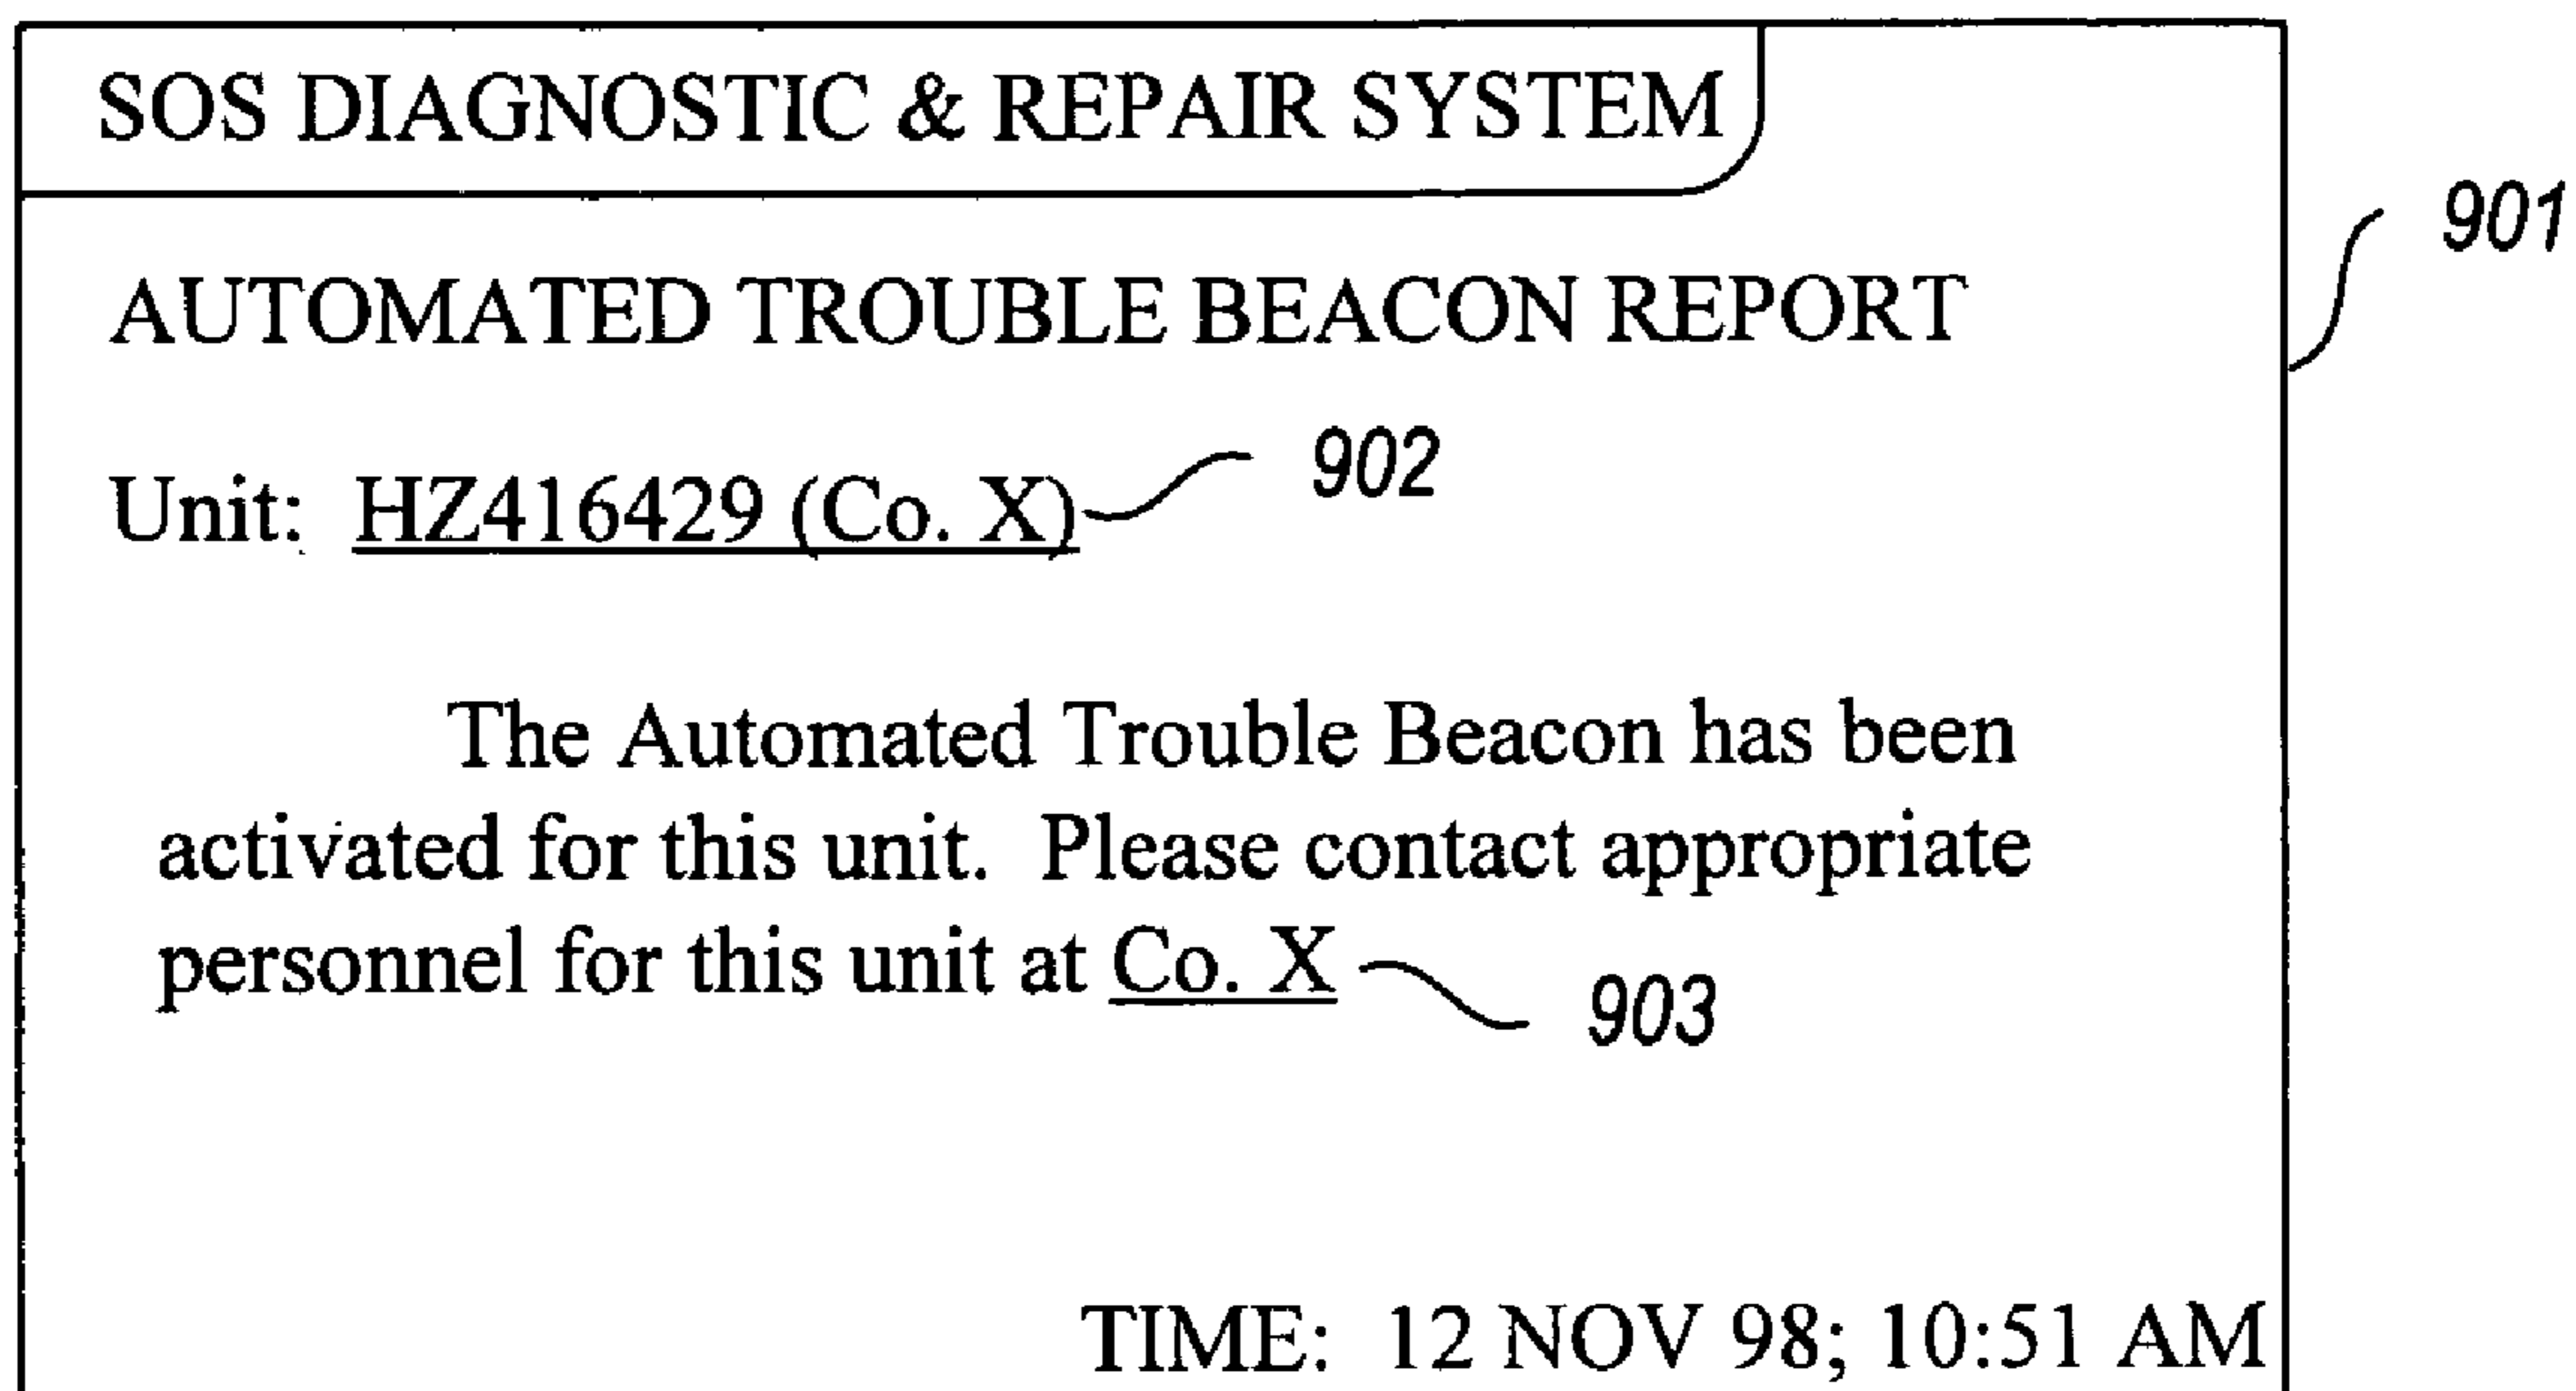 SOS DIAGNOSTIC & REPAIR SYSTEM
901
AUTOMATED TROUBLE BEACON REPORT
902
Unit: HZ416429 (Co. X)
The Automated Trouble Beacon has been
activated for this unit. Please contact appropriate
personnel for this unit at Co. X
903
TIME: 12 NOV 98; 10:51 AM